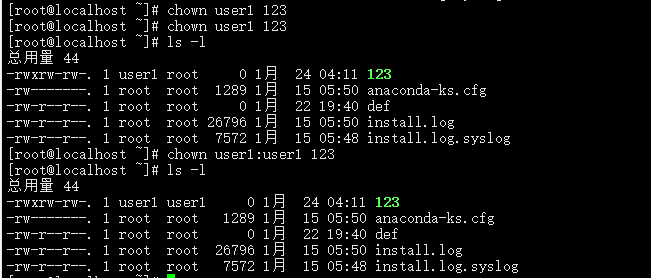 [root@localhost ~]# chown user1 123
[root@localhost ~]# chown user1 123
[root@localhost ~]# ls -l
总用量 44
-rwxrw-rw-. 1 user1 root     0 1月  24 04:11 123
-rw-------. 1 root  root  1289 1月  15 05:50 anaconda-ks.cfg
-rw-r--r--. 1 root  root     0 1月  22 19:40 def
-rw-r--r--. 1 root  root 26796 1月  15 05:50 install.log
-rw-r--r--. 1 root  root  7572 1月  15 05:48 install.log.syslog
[root@localhost ~]# chown user1:user1 123
[root@localhost ~]# ls -l
总用量 44
-rwxrw-rw-. 1 user1 user1     0 1月  24 04:11 123
-rw-------. 1 root  root   1289 1月  15 05:50 anaconda-ks.cfg
-rw-r--r--. 1 root  root      0 1月  22 19:40 def
-rw-r--r--. 1 root  root  26796 1月  15 05:50 install.log
-rw-r--r--. 1 root  root   7572 1月  15 05:48 install.log.syslog
[root@localhost ~]#